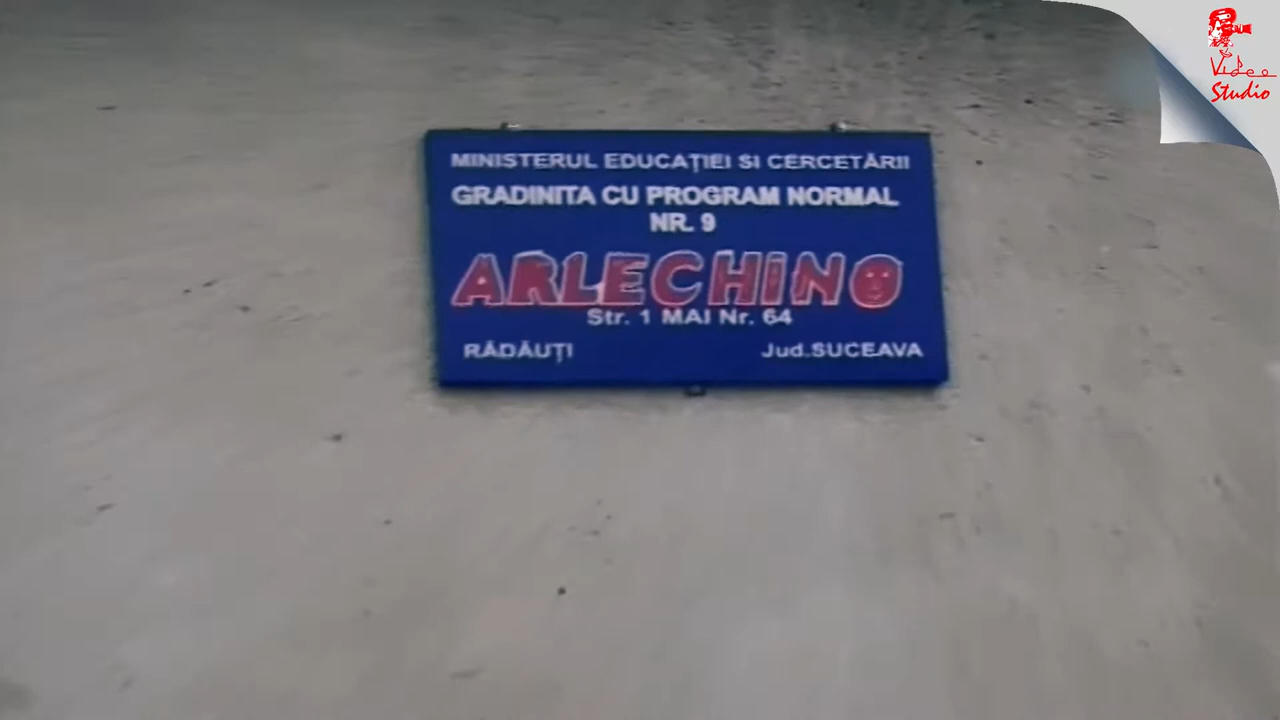 MINISTERUL EDUCAȚIEI SI CERCETĂRII
GRADINITA CU PROGRAM NORMAL
NR. 9
ARLECHINO
Str. 1 MAI Nr. 64
RĂDĂUȚI Jud.SUCEAVA
Video
Studio